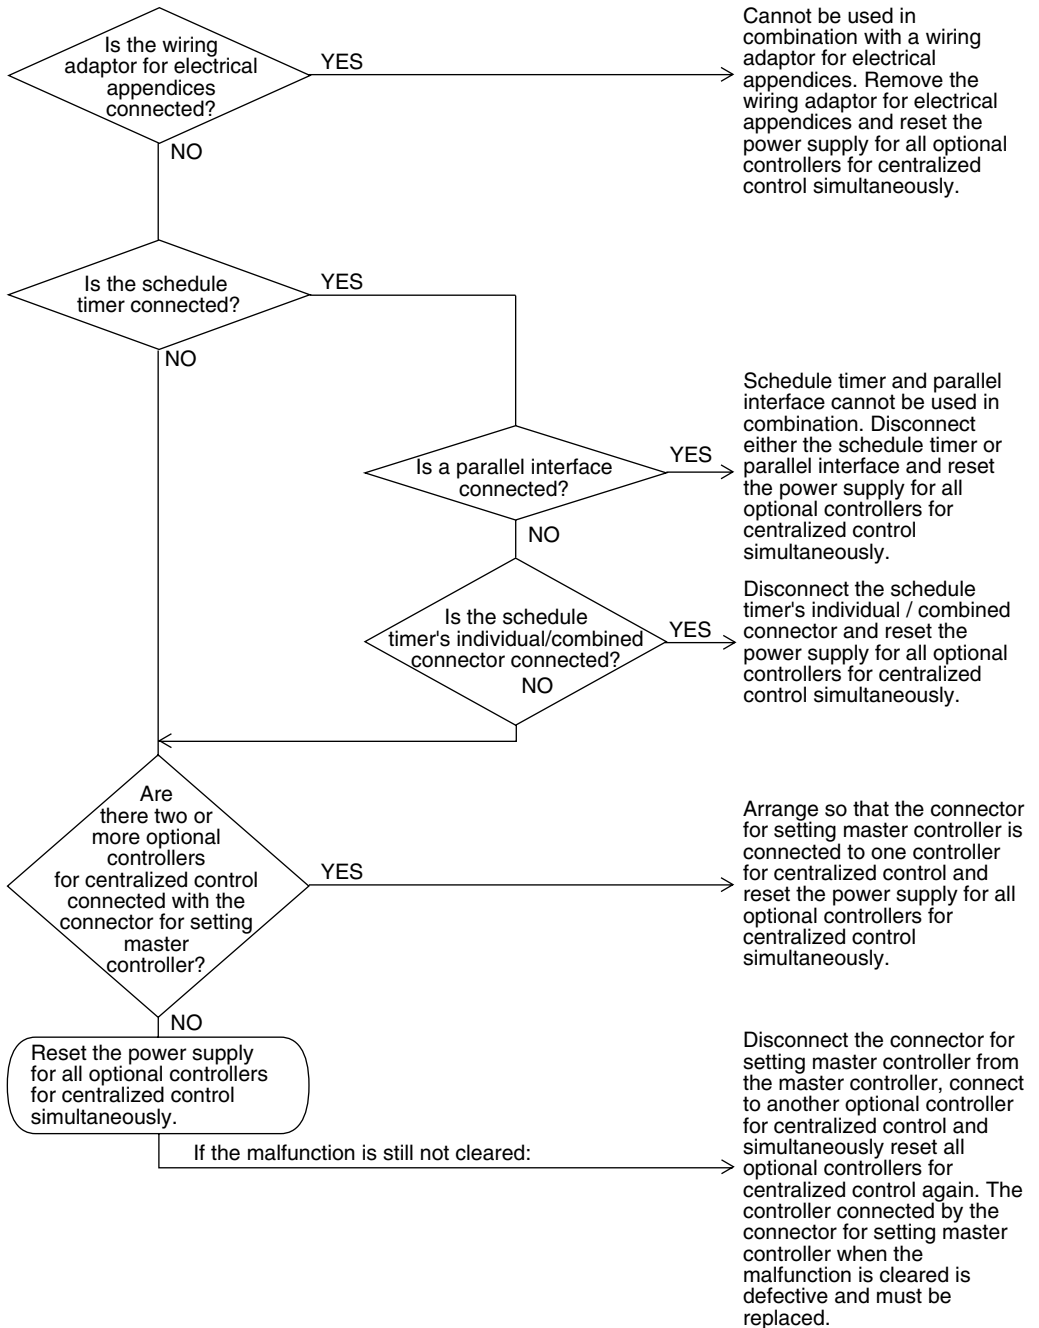 Is the wiring
adaptor for electrical
appendices
connected?
YES
Cannot be used in
combination with a wiring
adaptor for electrical
appendices. Remove the
wiring adaptor for electrical
appendices and reset the
power supply for all optional
controllers for centralized
control simultaneously.
NO
Is the schedule
timer connected?
YES
NO
Is a parallel interface
connected?
YES
Schedule timer and parallel
interface cannot be used in
combination. Disconnect
either the schedule timer or
parallel interface and reset
the power supply for all
optional controllers for
centralized control
simultaneously.
NO
Is the schedule
timer's individual/combined
connector connected?
YES
Disconnect the schedule
timer's individual / combined
connector and reset the
power supply for all optional
controllers for centralized
control simultaneously.
NO
Are
there two or
more optional
controllers
for centralized control
connected with the
connector for setting
master
controller?
YES
Arrange so that the connector
for setting master controller is
connected to one controller
for centralized control and
reset the power supply for all
optional controllers for
centralized control
simultaneously.
NO
Reset the power supply
for all optional controllers
for centralized control
simultaneously.
If the malfunction is still not cleared:
Disconnect the connector for
setting master controller from
the master controller, connect
to another optional controller
for centralized control and
simultaneously reset all
optional controllers for
centralized control again. The
controller connected by the
connector for setting master
controller when the
malfunction is cleared is
defective and must be
replaced.